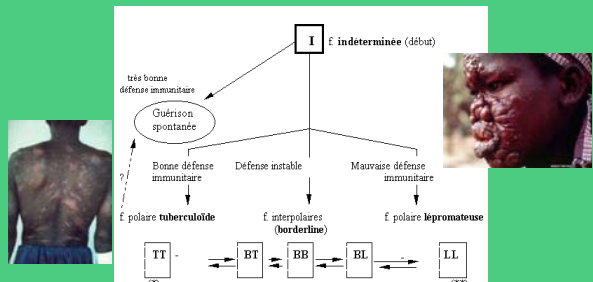 I
f. indéterminée (début)
très bonne
défense immunitaire
Guérison
spontanée
?
Bonne défense
immunitaire
Défense instable
Mauvaise défense
immunitaire
f. polaire tuberculoïde
f. interpolaires
(borderline)
f. polaire lépromateuse
TT - BT BB BL - LL
(*) (**)